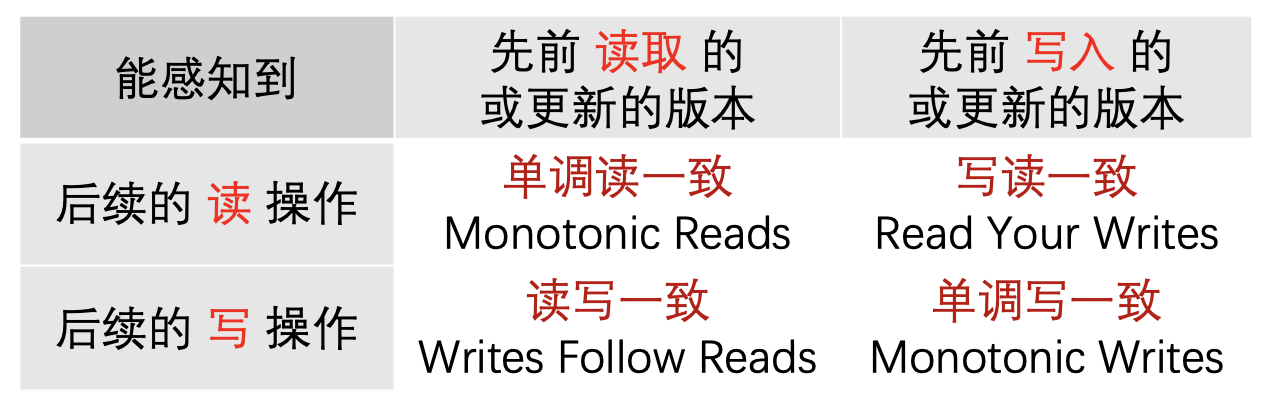 能感知到
先前 读取 的
或更新的版本
先前 写入 的
或更新的版本
后续的 读 操作
单调读一致
Monotonic Reads
写读一致
Read Your Writes
后续的 写 操作
读写一致
Writes Follow Reads
单调写一致
Monotonic Writes